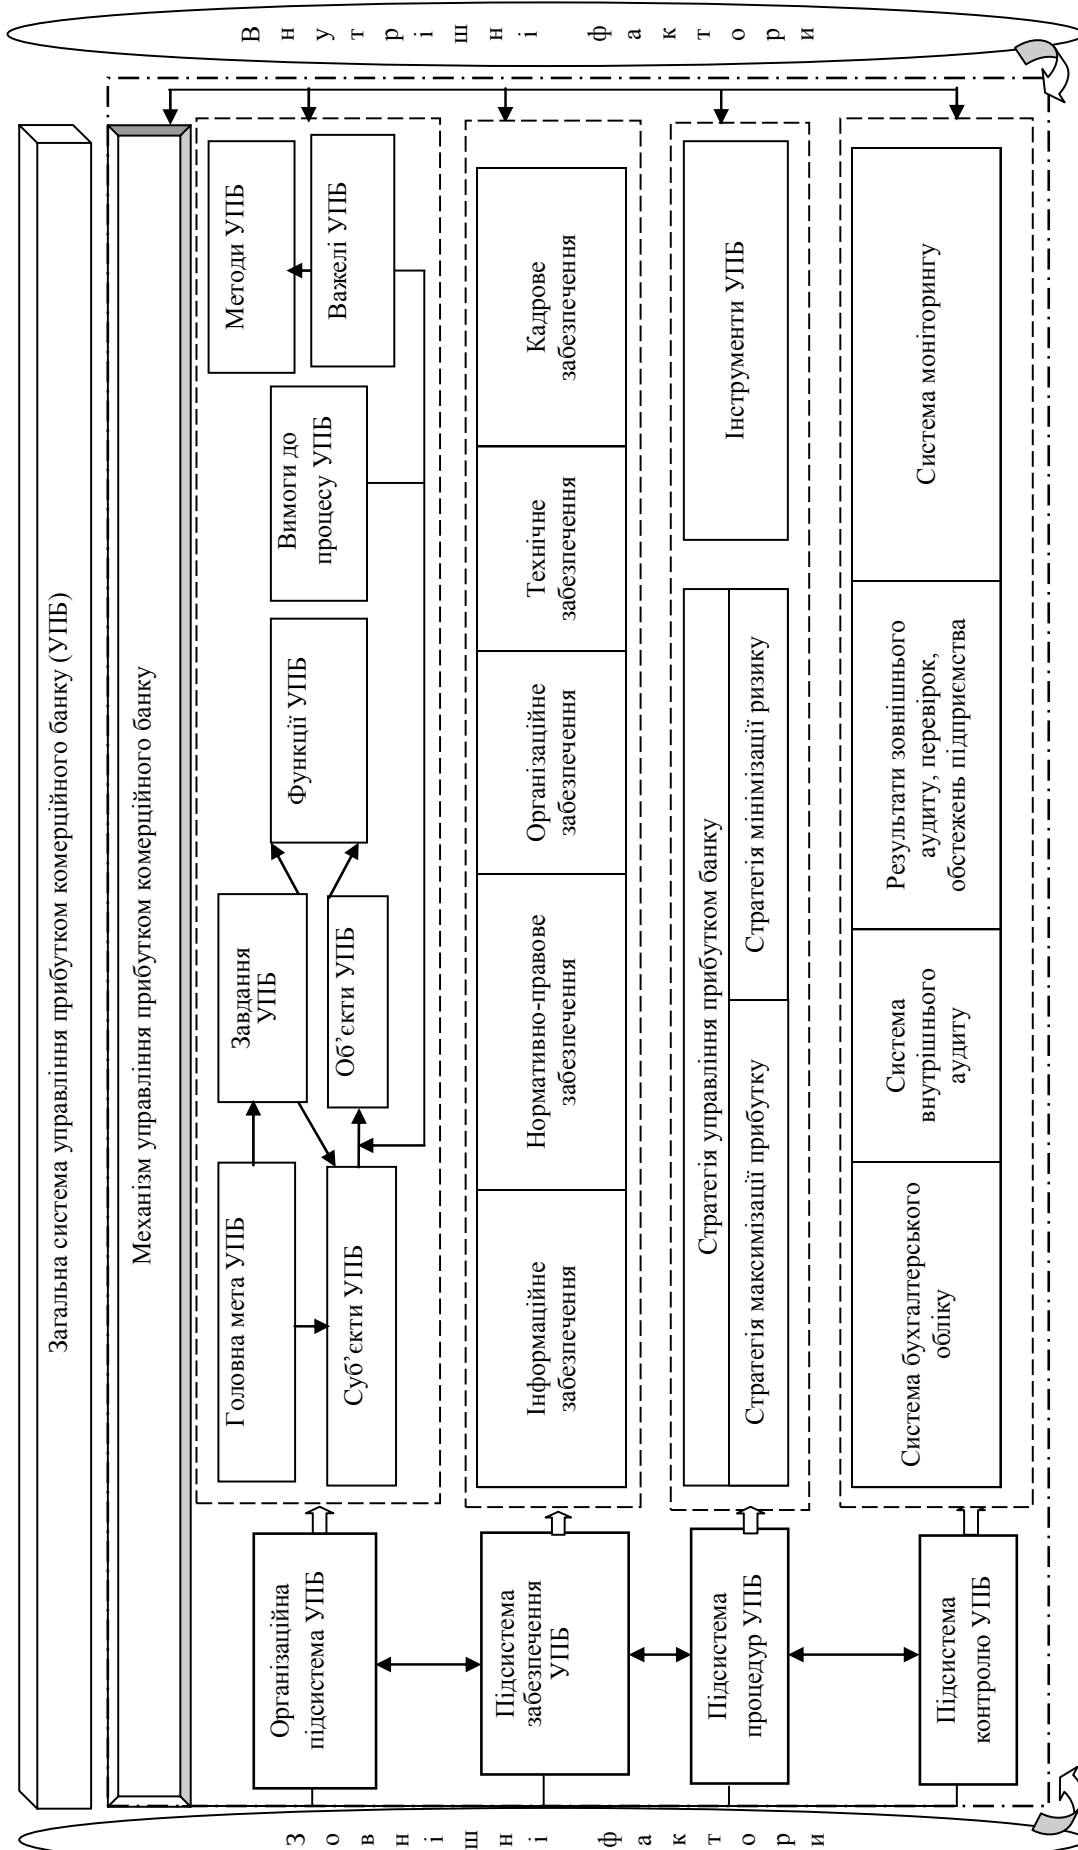 Загальна система управління прибутком комерційного банку (УПБ)
Механізм управління прибутком комерційного банку
Зовнішні фактори
Внутрішні фактори
Організаційна
підсистема УПБ
Головна мета УПБ
Суб’єкти УПБ
Завдання
УПБ
Об’єкти УПБ
Функції УПБ
Вимоги до
процесу УПБ
Методи УПБ
Важелі УПБ
Підсистема
забезпечення
УПБ
Інформаційне
забезпечення
Нормативно-правове
забезпечення
Організаційне
забезпечення
Технічне
забезпечення
Кадрове
забезпечення
Підсистема
процедур УПБ
Стратегія управління прибутком банку
Стратегія максимізації прибутку
Стратегія мінімізації ризику
Інструменти УПБ
Підсистема
контролю УПБ
Система бухгалтерського
обліку
Система
внутрішнього
аудиту
Результати зовнішнього
аудиту, перевірок,
обстежень підприємства
Система моніторингу